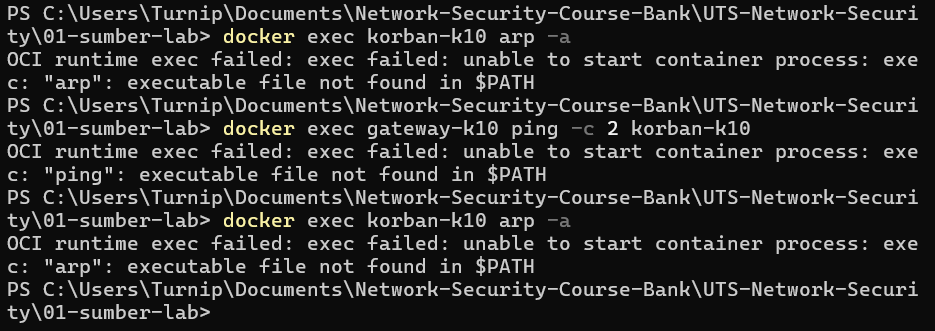 PS C:\Users\Turnip\Documents\Network-Security-Course-Bank\UTS-Network-Securi
ty\01-sumber-lab> docker exec korban-k10 arp -a
OCI runtime exec failed: exec failed: unable to start container process: exe
c: "arp": executable file not found in $PATH
PS C:\Users\Turnip\Documents\Network-Security-Course-Bank\UTS-Network-Securi
ty\01-sumber-lab> docker exec gateway-k10 ping -c 2 korban-k10
OCI runtime exec failed: exec failed: unable to start container process: exe
c: "ping": executable file not found in $PATH
PS C:\Users\Turnip\Documents\Network-Security-Course-Bank\UTS-Network-Securi
ty\01-sumber-lab> docker exec korban-k10 arp -a
OCI runtime exec failed: exec failed: unable to start container process: exe
c: "arp": executable file not found in $PATH
PS C:\Users\Turnip\Documents\Network-Security-Course-Bank\UTS-Network-Securi
ty\01-sumber-lab>